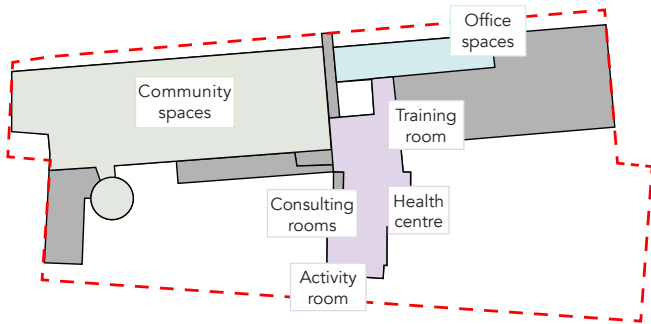 Office
spaces
Community
spaces
Training
room
Consulting
rooms
Health
centre
Activity
room